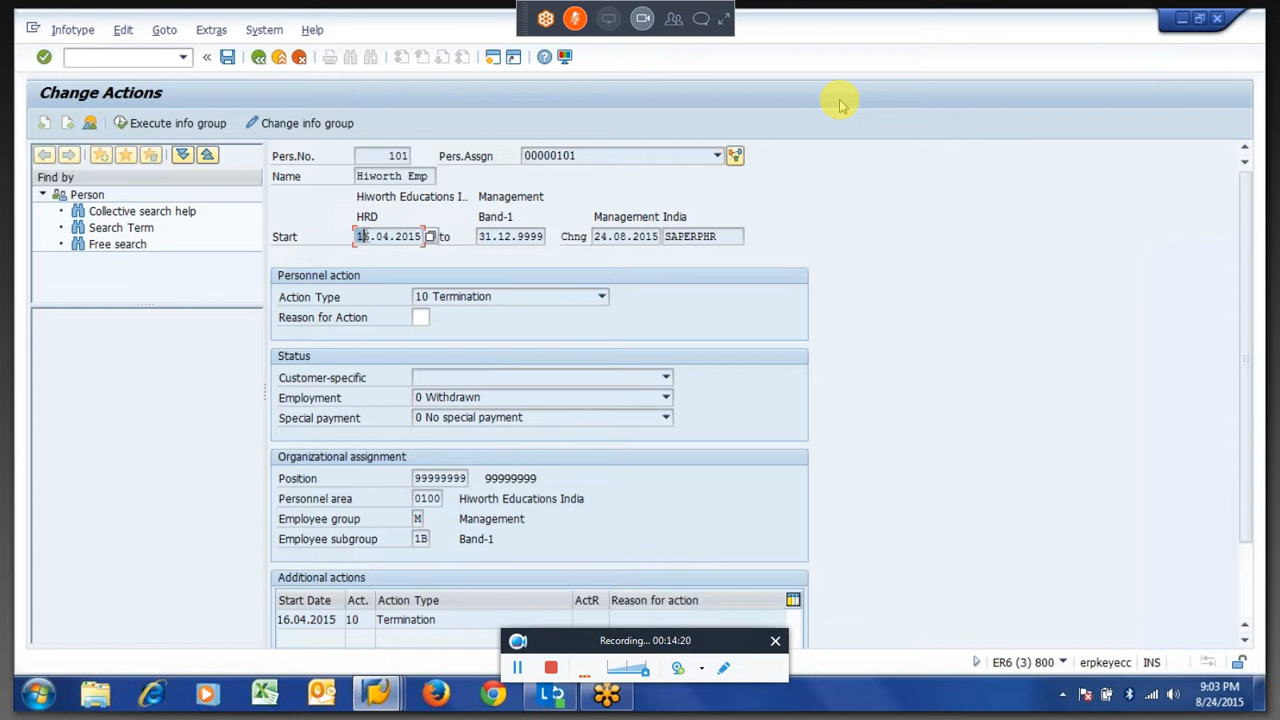 Infotype Edit Goto Extras System Help
Change Actions
Execute info group Change info group
Find by
Person
Collective search help
Search Term
Free search
Pers.No. 101 Pers.Assgn 00000101
Name Hiworth Emp
Hiworth Educations I... Management
HRD Band-1 Management India
Start 16.04.2015 to 31.12.9999 Chng 24.08.2015 SAPERPHR
Personnel action
Action Type 10 Termination
Reason for Action
Status
Customer-specific
Employment 0 Withdrawn
Special payment 0 No special payment
Organizational assignment
Position 99999999 99999999
Personnel area 0100 Hiworth Educations India
Employee group M Management
Employee subgroup 1B Band-1
Additional actions
Start Date Act. Action Type ActR Reason for action
16.04.2015 10 Termination
Recording... 00:14:20
ER6 (3) 800 erpkeyecc INS
9:03 PM
8/24/2015